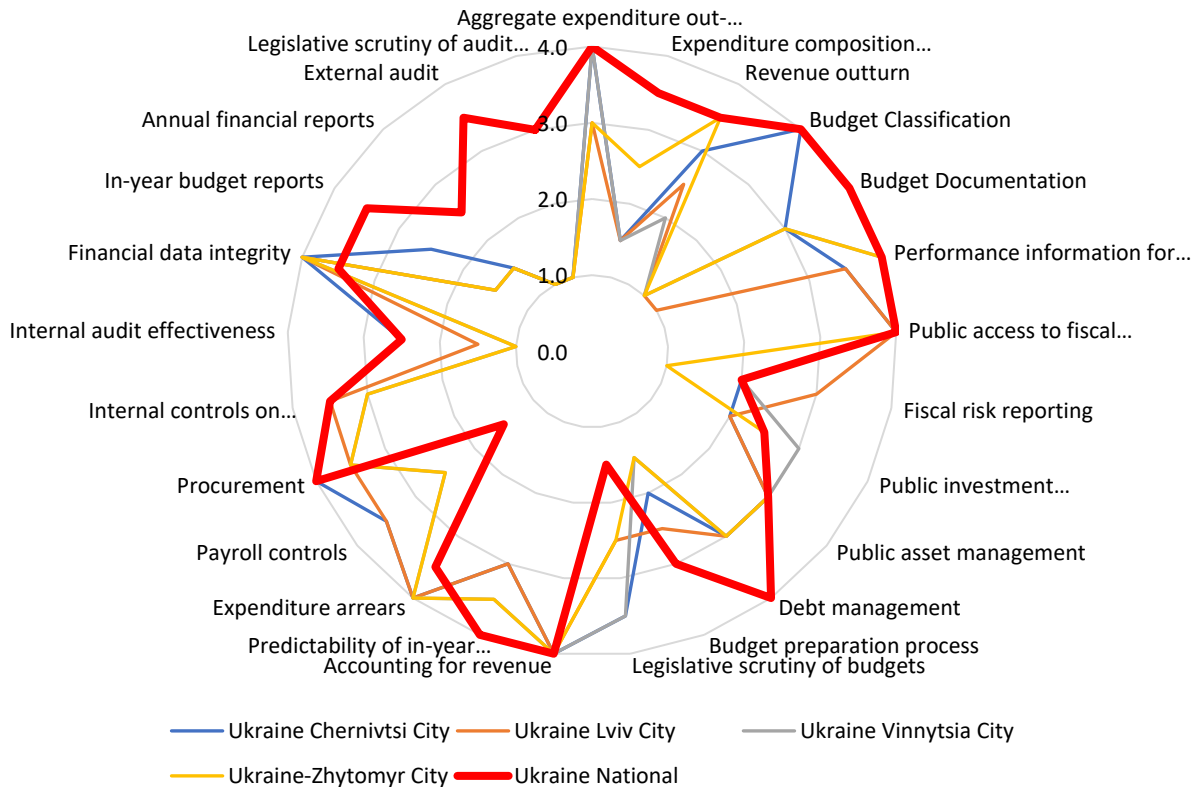 Aggregate expenditure out-…
Legislative scrutiny of audit…
Expenditure composition…
External audit
4.0
Revenue outturn
Annual financial reports
3.0
Budget Classification
In-year budget reports
2.0
Budget Documentation
Financial data integrity
1.0
Performance information for…
Internal audit effectiveness
0.0
Public access to fiscal…
Internal controls on…
Fiscal risk reporting
Procurement
Public investment…
Payroll controls
Public asset management
Expenditure arrears
Debt management
Predictability of in-year…
Budget preparation process
Accounting for revenue
Legislative scrutiny of budgets
Ukraine Chernivtsi City
Ukraine Lviv City
Ukraine Vinnytsia City
Ukraine-Zhytomyr City
Ukraine National